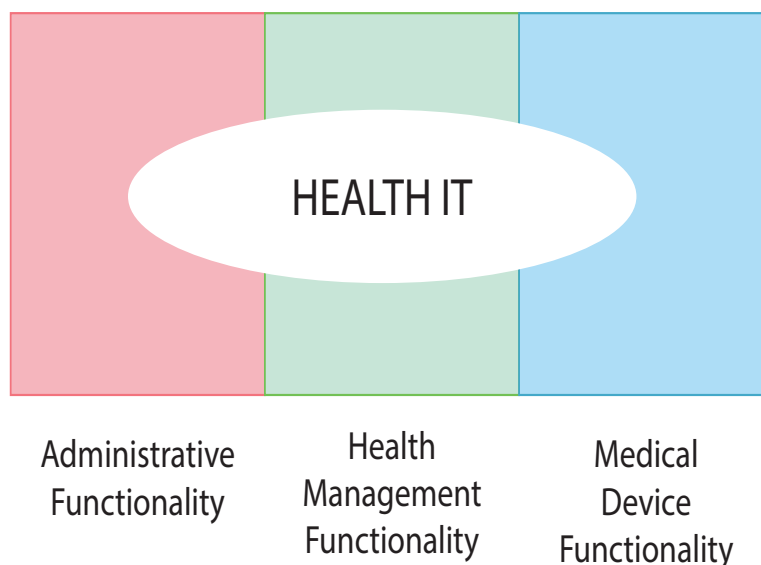 HEALTH IT
Administrative
Functionality
Health
Management
Functionality
Medical
Device
Functionality